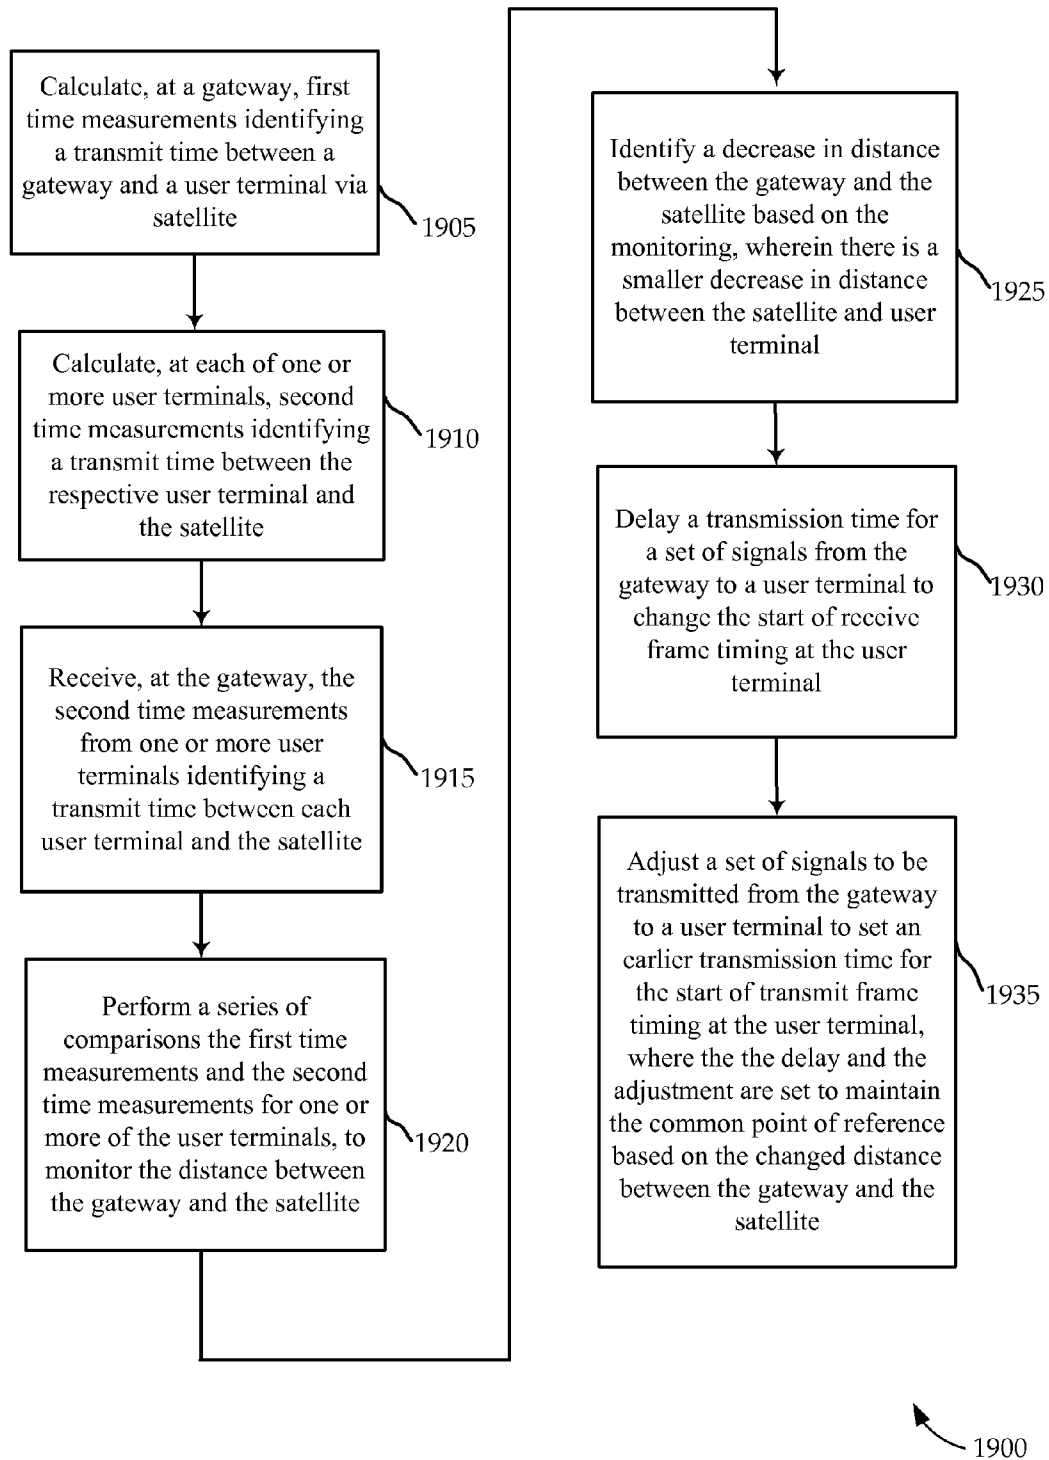 Calculate, at a gateway, first
time measurements identifying
a transmit time between a
gateway and a user terminal via
satellite
1905
Calculate, at each of one or
more user terminals, second
time measurements identifying
a transmit time between the
respective user terminal and
the satellite
1910
Receive, at the gateway, the
second time measurements
from one or more user
terminals identifying a
transmit time between each
user terminal and the satellite
1915
Perform a series of
comparisons the first time
measurements and the second
time measurements for one or
more of the user terminals, to
monitor the distance between
the gateway and the satellite
1920
Identify a decrease in distance
between the gateway and the
satellite based on the
monitoring, wherein there is a
smaller decrease in distance
between the satellite and user
terminal
1925
Delay a transmission time for
a set of signals from the
gateway to a user terminal to
change the start of receive
frame timing at the user
terminal
1930
Adjust a set of signals to be
transmitted from the gateway
to a user terminal to set an
earlier transmission time for
the start of transmit frame
timing at the user terminal,
where the the delay and the
adjustment are set to maintain
the common point of reference
based on the changed distance
between the gateway and the
satellite
1935
1900